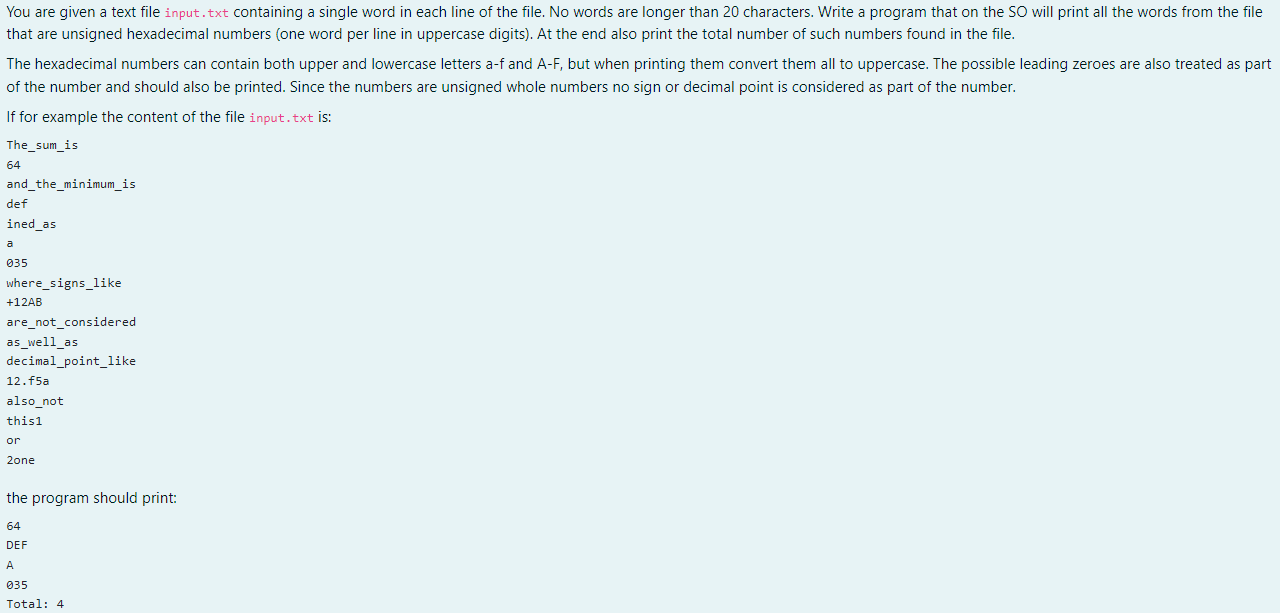 You are given a text file input.txt containing a single word in each line of the file. No words are longer than 20 characters. Write a program that on the SO will print all the words from the file
that are unsigned hexadecimal numbers (one word per line in uppercase digits). At the end also print the total number of such numbers found in the file.
The hexadecimal numbers can contain both upper and lowercase letters a-f and A-F, but when printing them convert them all to uppercase. The possible leading zeroes are also treated as part
of the number and should also be printed. Since the numbers are unsigned whole numbers no sign or decimal point is considered as part of the number.
If for example the content of the file input.txt is:
The_sum_is
64
and_the_minimum_is
def
ined_as
a
035
where_signs_like
+12AB
are_not_considered
as_well_as
decimal_point_like
12.f5a
also_not
this1
or
2one
the program should print:
64
DEF
A
035
Total: 4